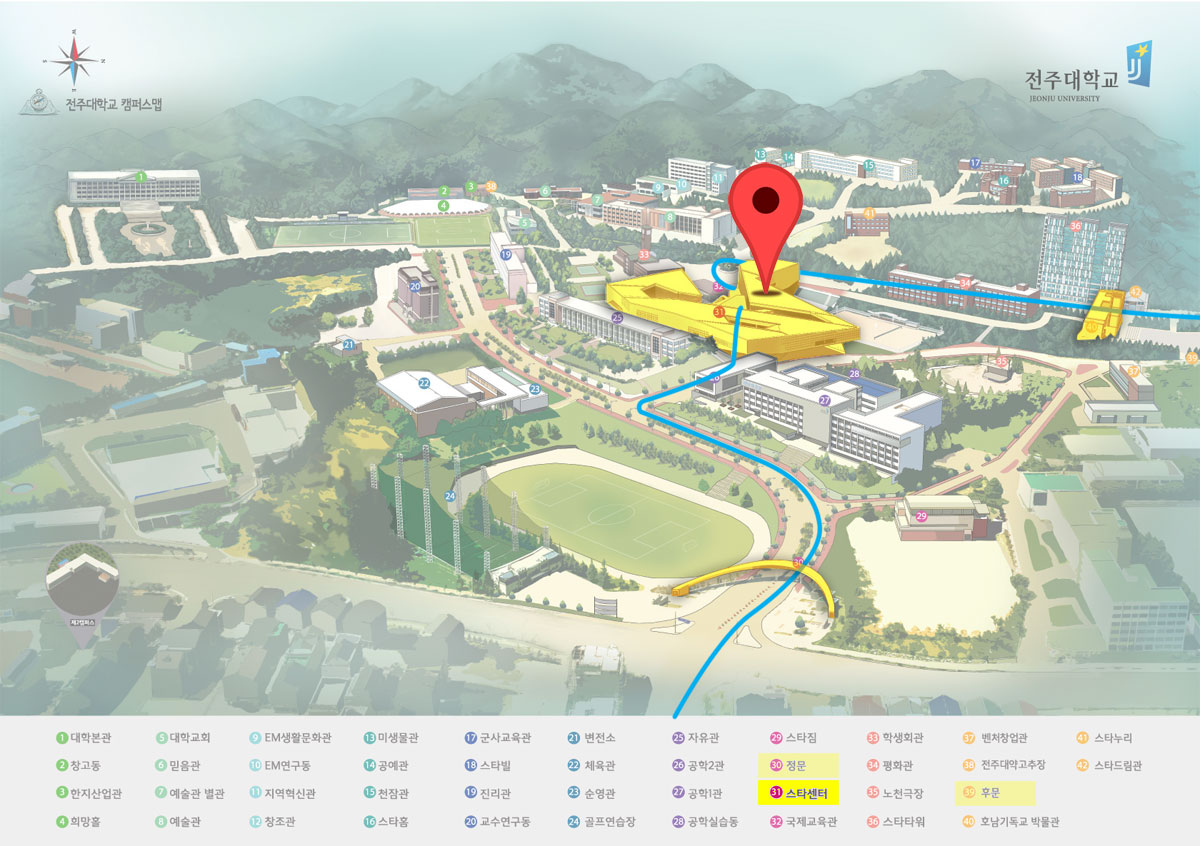 전주대학교 캠퍼스맵
전주대학교
JEONJU UNIVERSITY
제2캠퍼스
1 대학본관 5 대학교회 9 EM생활문화관 13 미생물관 17 군사교육관 21 변전소 25 자유관 29 스타짐 33 학생회관 37 벤처창업관 41 스타누리
2 창고동 6 믿음관 10 EM연구동 14 공예관 18 스타빌 22 체육관 26 공학2관 30 정문 34 평화관 38 전주대약고추장 42 스타드림관
3 한지산업관 7 예술관 별관 11 지역혁신관 15 천잠관 19 진리관 23 순영관 27 공학1관 31 스타센터 35 노천극장 39 후문
4 희망홀 8 예술관 12 창조관 16 스타홈 20 교수연구동 24 골프연습장 28 공학실습동 32 국제교육관 36 스타타워 40 호남기독교 박물관